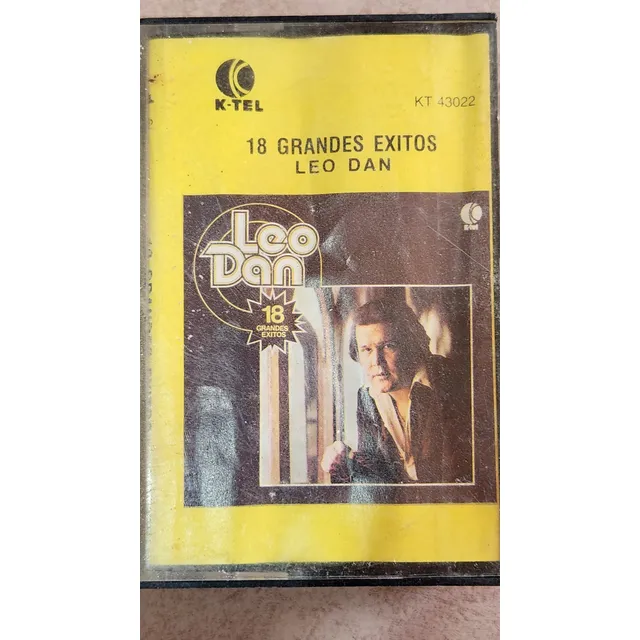 K-TEL
KT 43022
18 GRANDES EXITOS
LEO DAN
Leo
Dan
K-tel
18
GRANDES
EXITOS